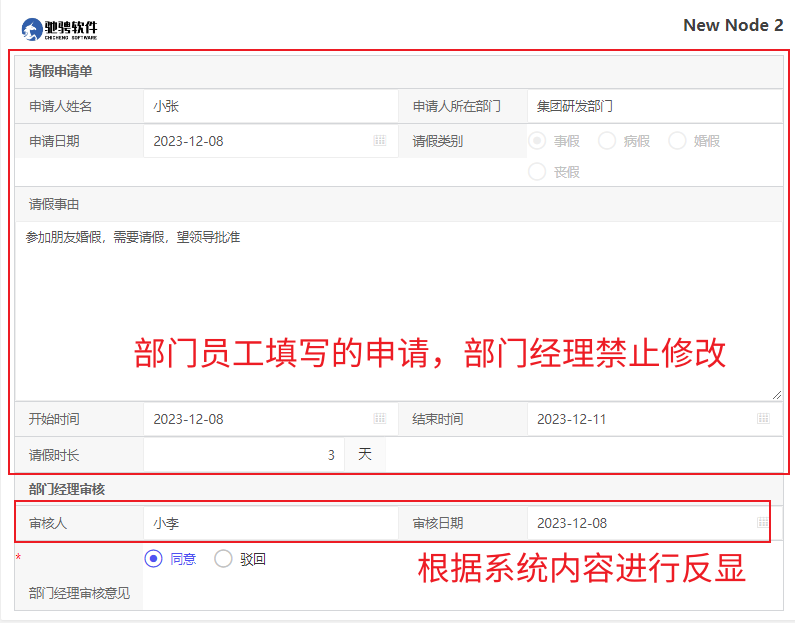 驰骋软件
CHICHENG SOFTWARE
New Node 2
请假申请单
申请人姓名 小张 申请人所在部门 集团研发部门
申请日期 2023-12-08 请假类别 事假 病假 婚假
丧假
请假事由
参加朋友婚假，需要请假，望领导批准
部门员工填写的申请，部门经理禁止修改
开始时间 2023-12-08 结束时间 2023-12-11
请假时长 3 天
部门经理审核
审核人 小李 审核日期 2023-12-08
* 同意 驳回
根据系统内容进行反显
部门经理审核意见